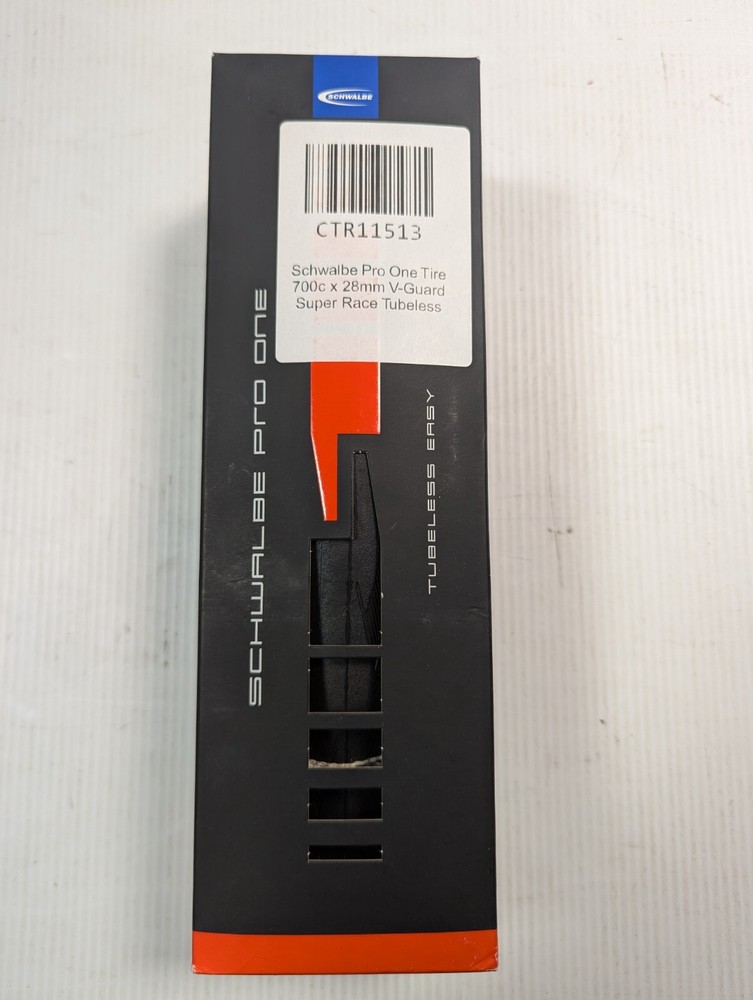 SCHWALBE
CTR11513
Schwalbe Pro One Tire
700c x 28mm V-Guard
Super Race Tubeless
SCHWALBE PRO ONE
TUBELESS EASY